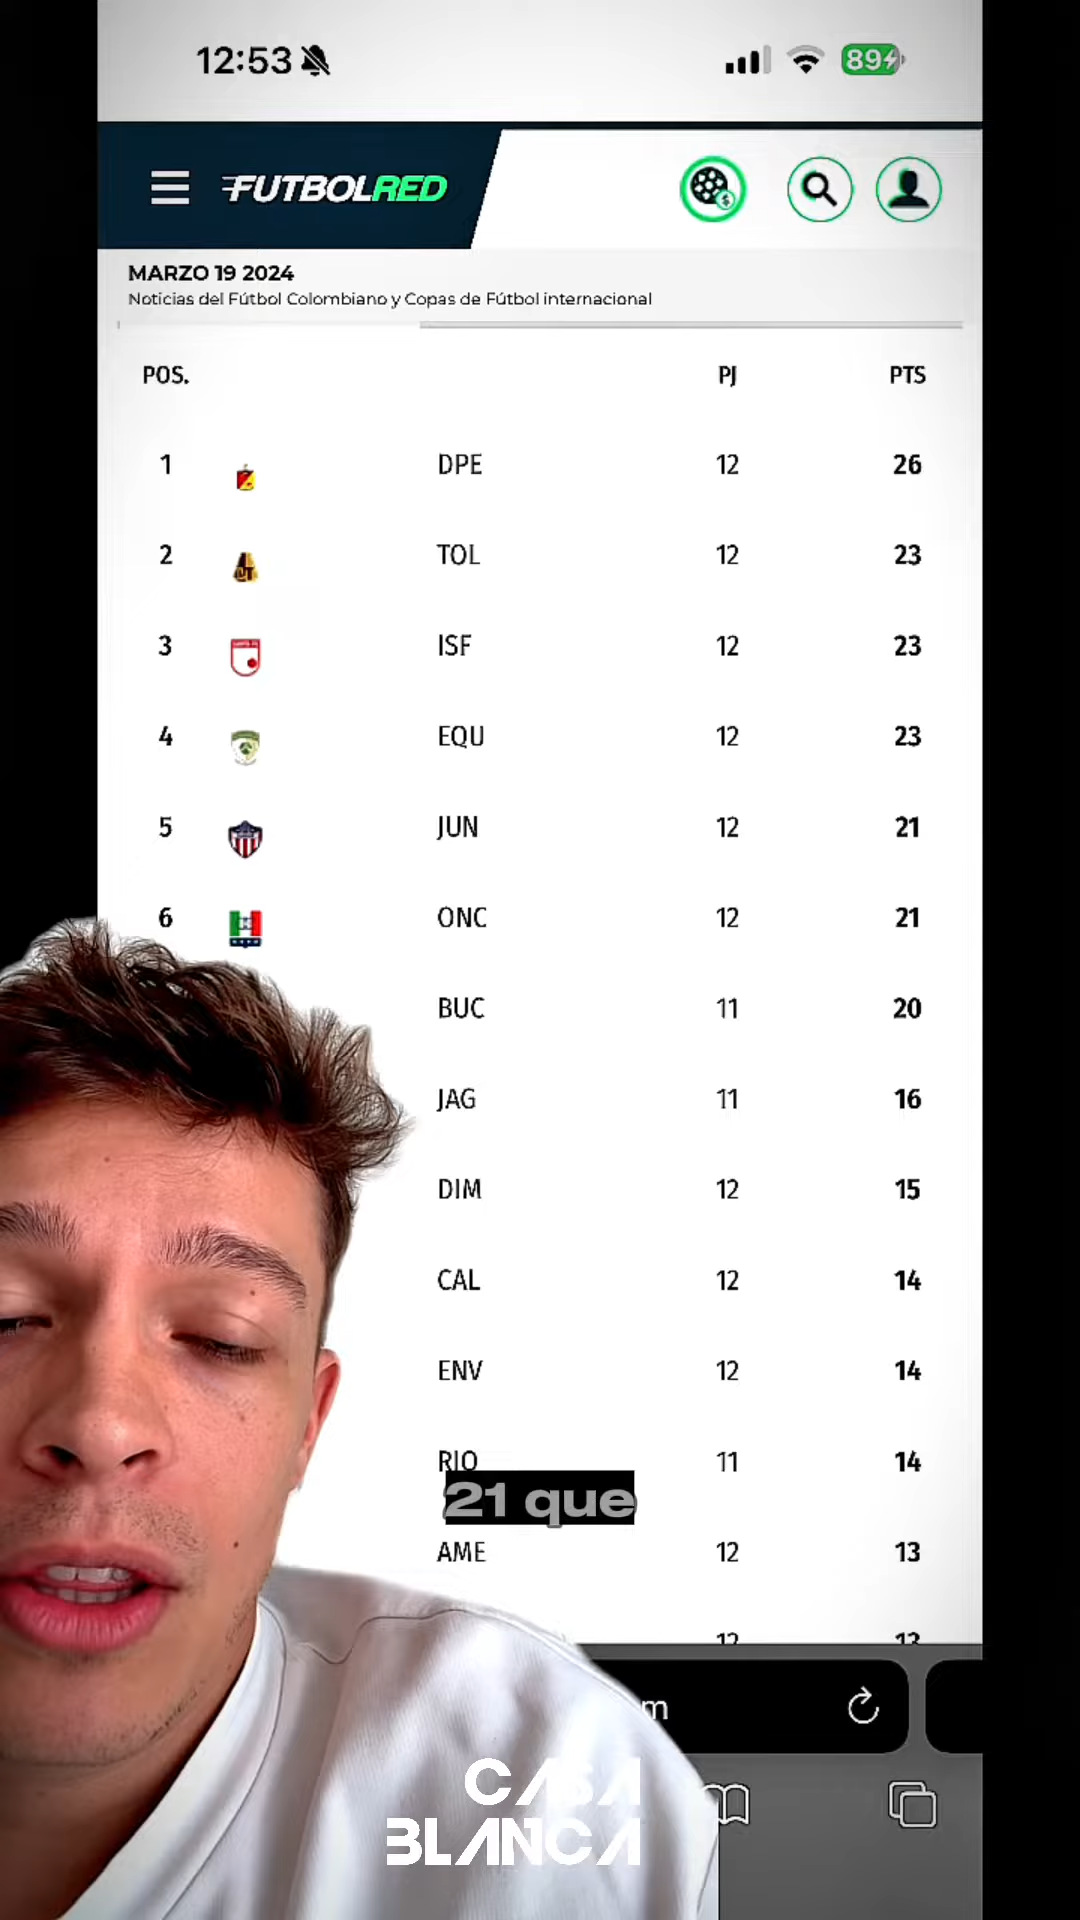 12:53
89
FUTBOLRED
MARZO 19 2024
Noticias del Fútbol Colombiano y Copas de Fútbol internacional
POS. PJ PTS
1 DPE 12 26
2 TOL 12 23
3 ISF 12 23
4 EQU 12 23
5 JUN 12 21
6 ONC 12 21
BUC 11 20
JAG 11 16
DIM 12 15
CAL 12 14
ENV 12 14
RIO 11 14
21 que
AME 12 13
12 13
m
CASA
BLANCA